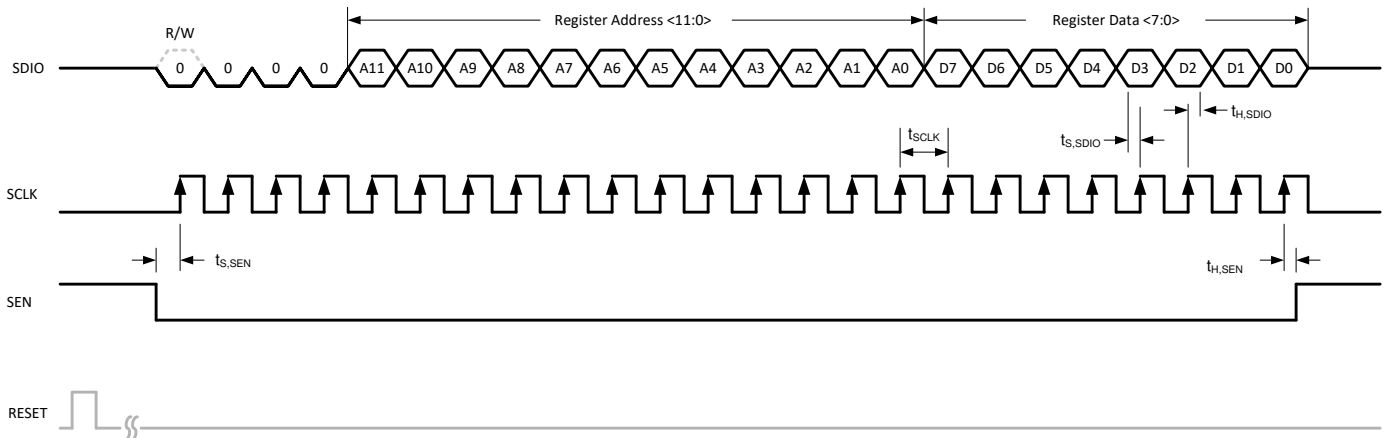 Register Address <11:0> Register Data <7:0>
R/W
SDIO 0 0 0 0 A11 A10 A9 A8 A7 A6 A5 A4 A3 A2 A1 A0 D7 D6 D5 D4 D3 D2 D1 D0
tH,SDIO
tSCLK tS,SDIO
SCLK
tS,SEN tH,SEN
SEN
RESET